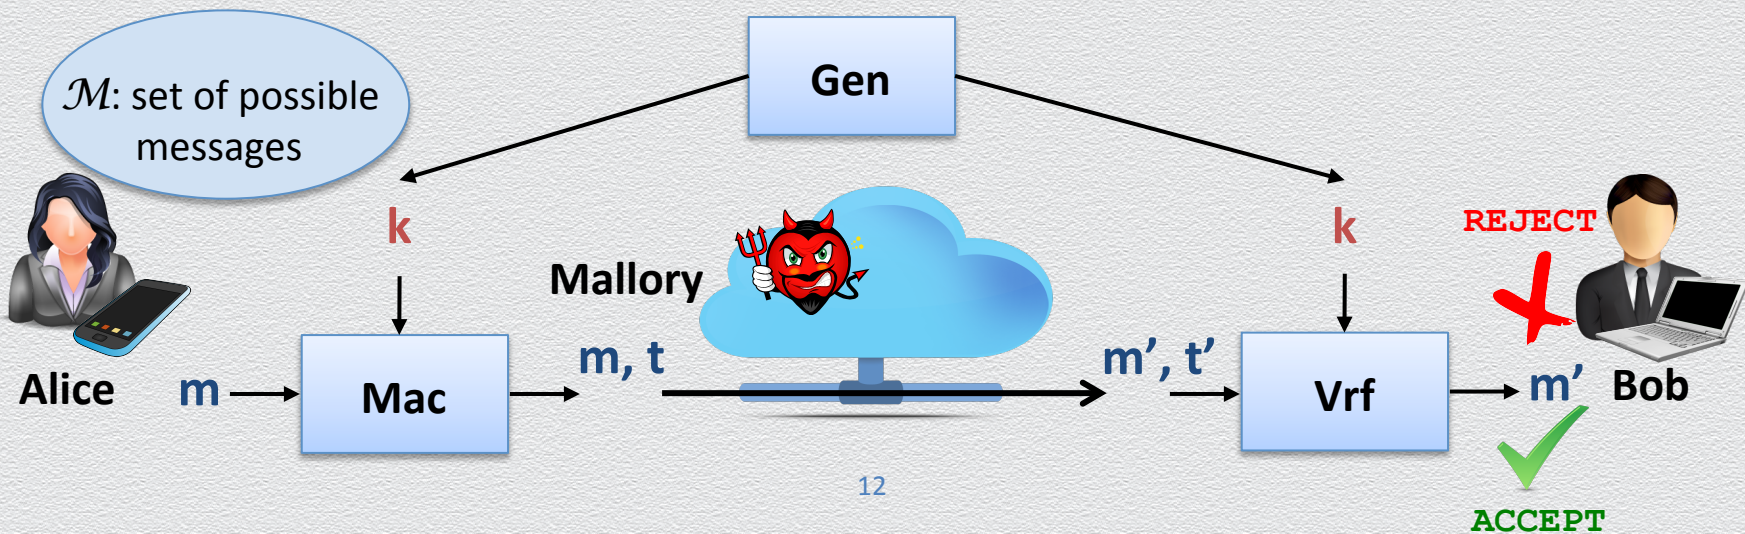 ℳ: set of possible
messages
Gen
k
k
REJECT
Mallory
m, t
m’, t’
Alice
m
Mac
Vrf
m’
Bob
12
ACCEPT